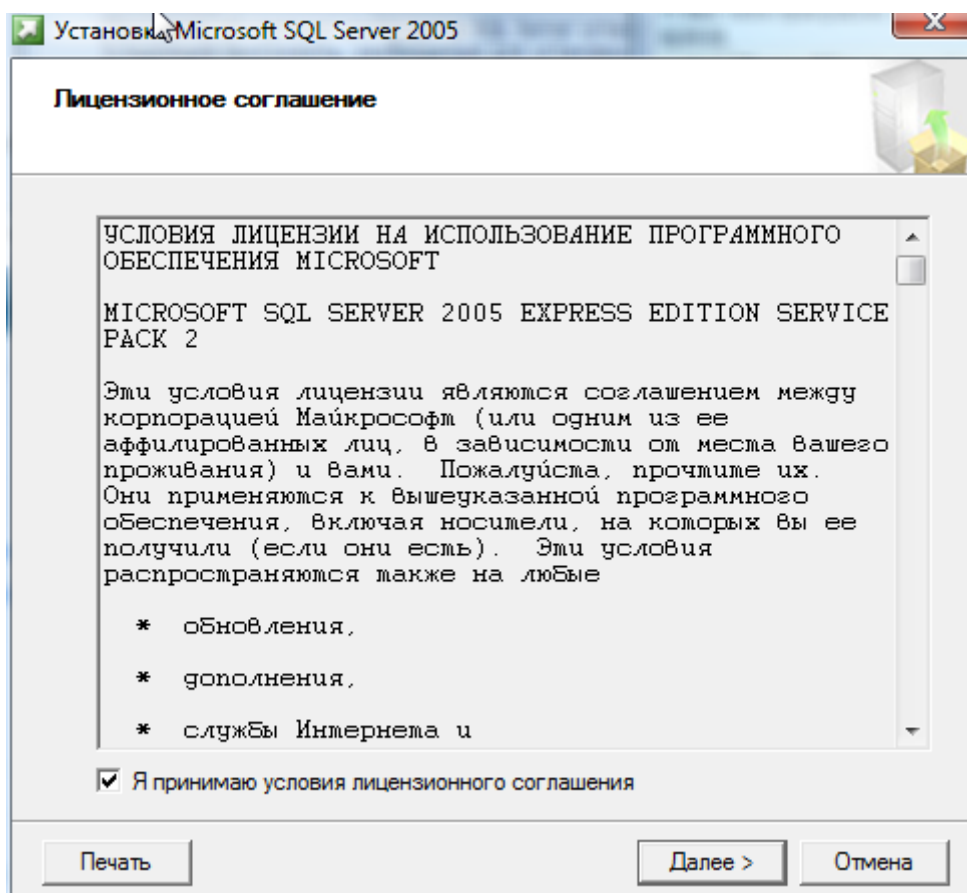 Установка Microsoft SQL Server 2005
Лицензионное соглашение
УСЛОВИЯ ЛИЦЕНЗИИ НА ИСПОЛЬЗОВАНИЕ ПРОГРАММНОГО
ОБЕСПЕЧЕНИЯ MICROSOFT
MICROSOFT SQL SERVER 2005 EXPRESS EDITION SERVICE
PACK 2
Эти условия лицензии являются соглашением между
корпорацией Майкрософт (или одним из ее
аффилированных лиц, в зависимости от места вашего
проживания) и вами.  Пожалуйста, прочтите их.
Они применяются к вышеуказанной программного
обеспечения, включая носители, на которых вы ее
получили (если они есть).  Эти условия
распространяются также на любые
* обновления,
* дополнения,
* службы Интернета и
Я принимаю условия лицензионного соглашения
Печать
Далее >
Отмена